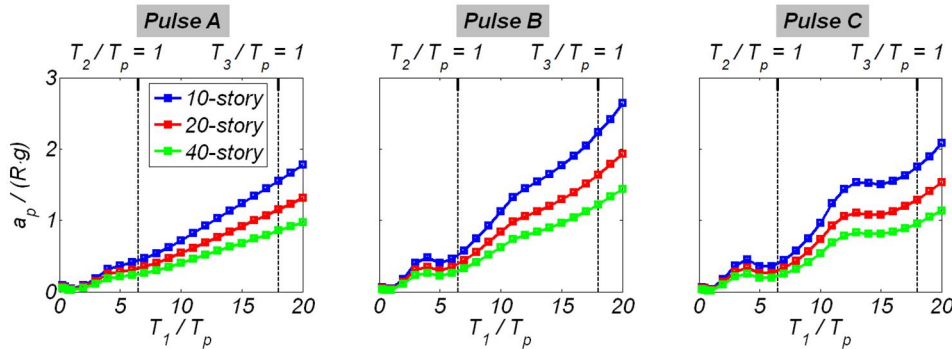 Pulse A Pulse B Pulse C
T2 / Tp = 1 T3 / Tp = 1 T2 / Tp = 1 T3 / Tp = 1 T2 / Tp = 1 T3 / Tp = 1
3
2
1
0
ap / (R·g)
10-story
20-story
40-story
0 5 10 15 20 0 5 10 15 20 0 5 10 15 20
T1 / Tp T1 / Tp T1 / Tp